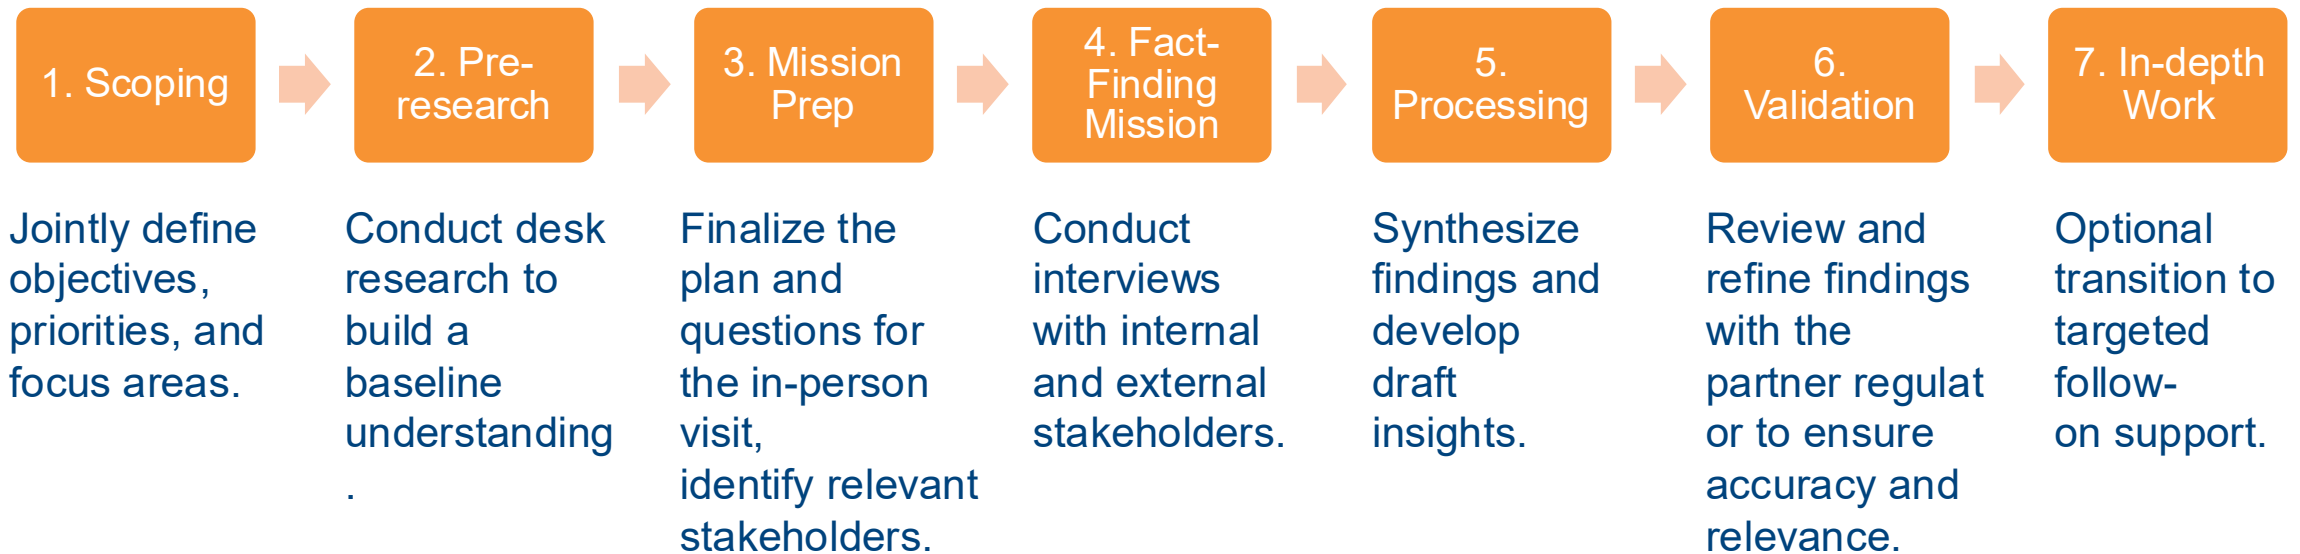 1. Scoping
2. Pre-
research
3. Mission
Prep
4. Fact-
Finding
Mission
5.
Processing
6.
Validation
7. In-depth
Work
Jointly define
objectives,
priorities, and
focus areas.
Conduct desk
research to
build a
baseline
understanding
.
Finalize the
plan and
questions for
the in-person
visit,
identify relevant
stakeholders.
Conduct
interviews
with internal
and external
stakeholders.
Synthesize
findings and
develop
draft
insights.
Review and
refine findings
with the
partner regulat
or to ensure
accuracy and
relevance.
Optional
transition to
targeted
follow-
on support.